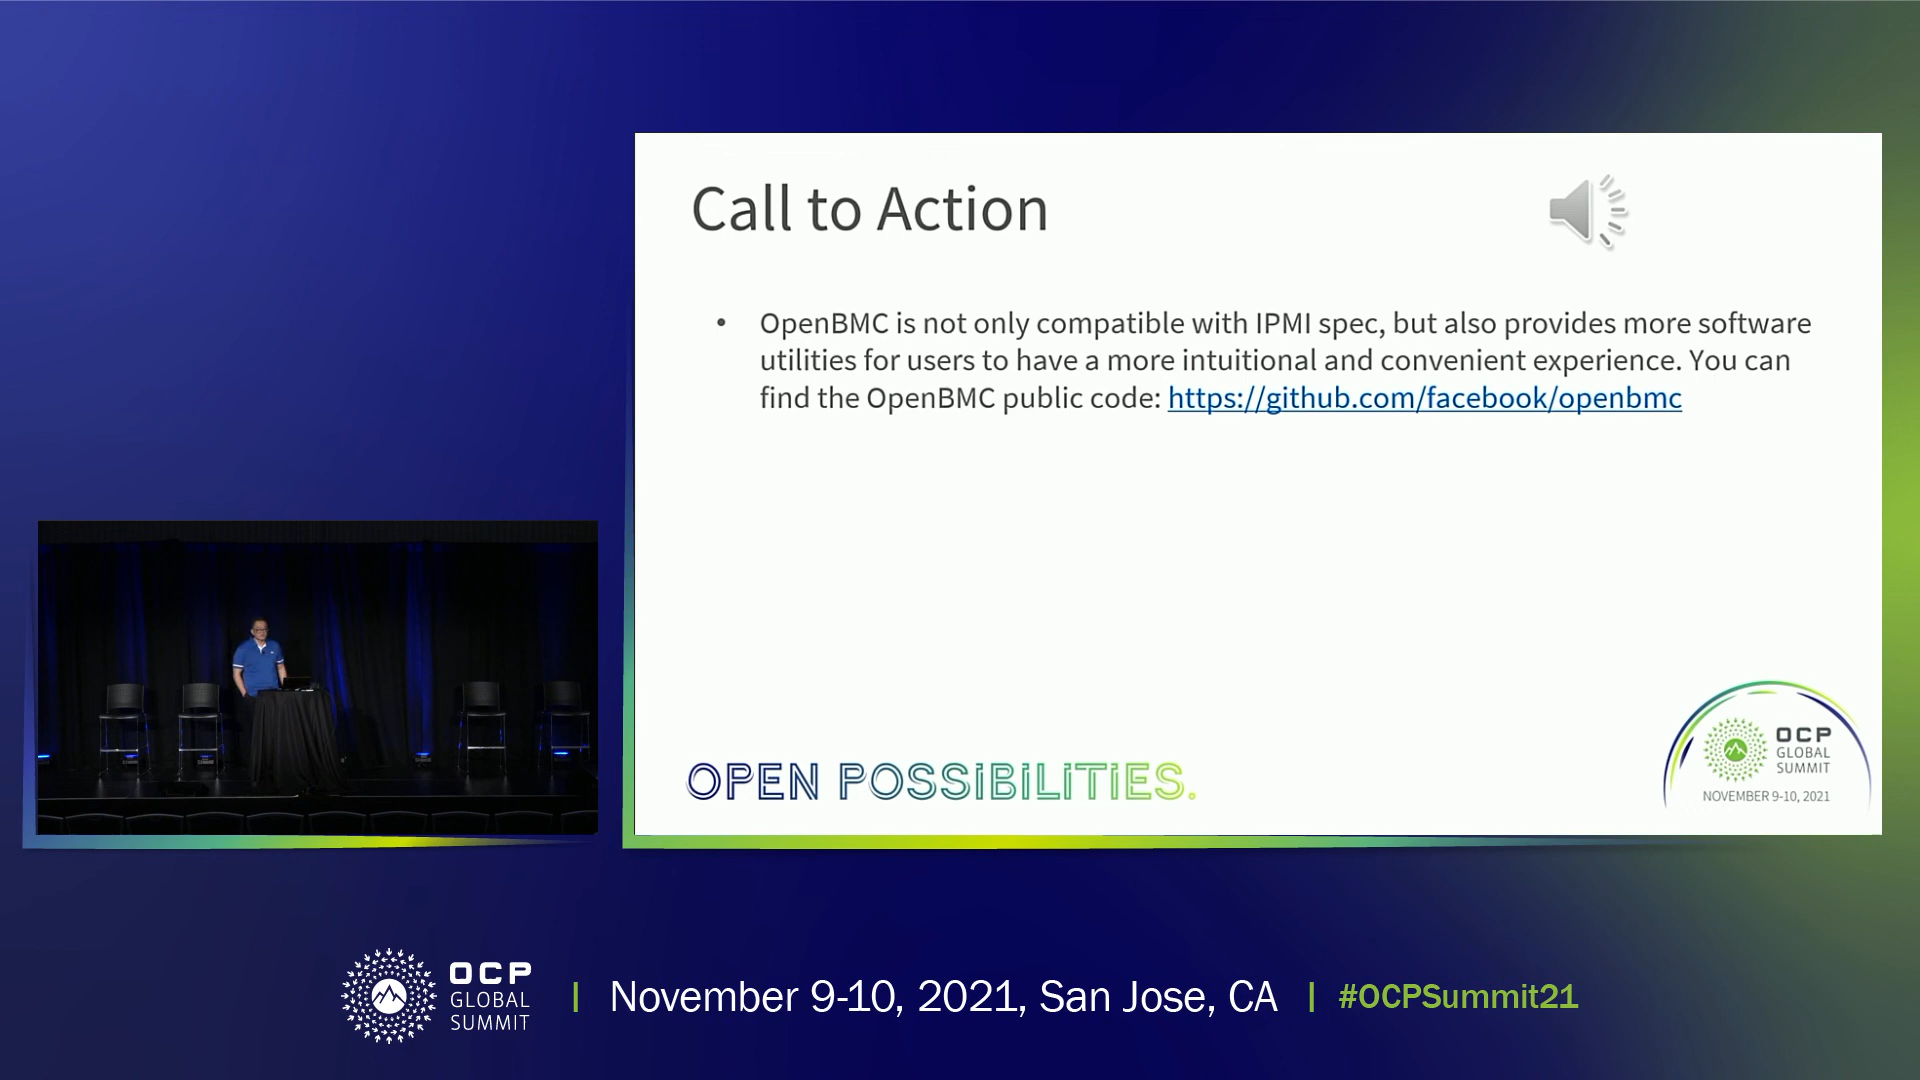 Call to Action
• OpenBMC is not only compatible with IPMI spec, but also provides more software
utilities for users to have a more intuitional and convenient experience. You can
find the OpenBMC public code: https://github.com/facebook/openbmc
OPEN POSSIBILITIES.
OCP
GLOBAL
SUMMIT
NOVEMBER 9-10, 2021
OCP
GLOBAL
SUMMIT
| November 9-10, 2021, San Jose, CA | #OCPSummit21